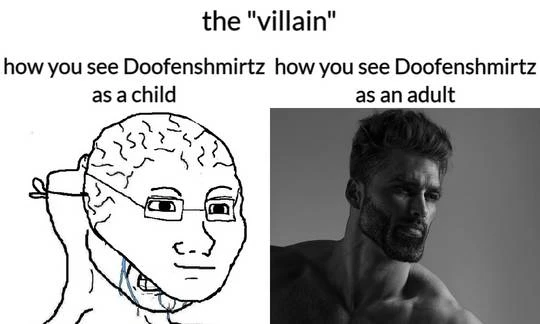 the "villain"
how you see Doofenshmirtz
as a child
how you see Doofenshmirtz
as an adult